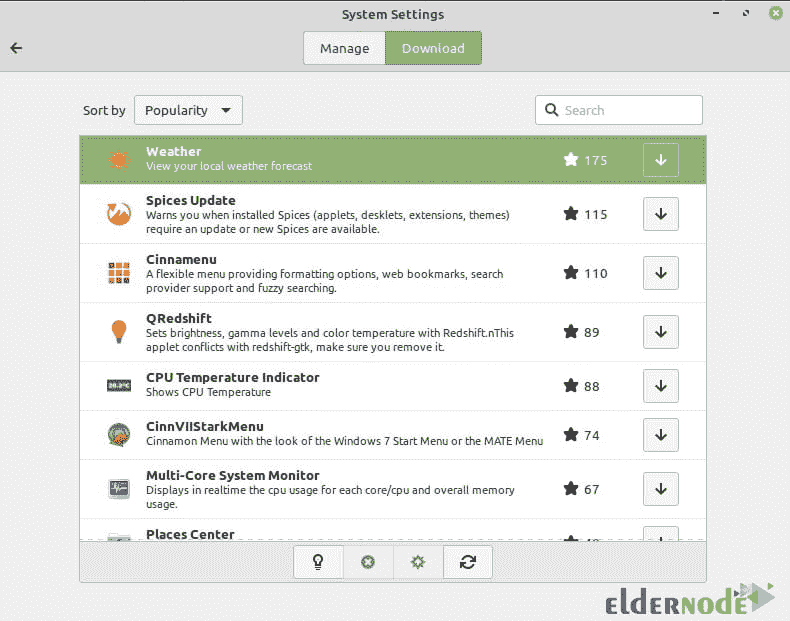 System Settings
Manage
Download
Sort by
Popularity
Search
Weather
View your local weather forecast
175
Spices Update
Warns you when installed Spices (applets, desklets, extensions, themes)
require an update or new Spices are available.
115
Cinnamenu
A flexible menu providing formatting options, web bookmarks, search
provider support and fuzzy searching.
110
QRedshift
Sets brightness, gamma levels and color temperature with Redshift.nThis
applet conflicts with redshift-gtk, make sure you remove it.
89
CPU Temperature Indicator
Shows CPU Temperature
88
CinnVIIStarkMenu
Cinnamon Menu with the look of the Windows 7 Start Menu or the MATE Menu
74
Multi-Core System Monitor
Displays in realtime the cpu usage for each core/cpu and overall memory
usage.
67
Places Center
eldernode